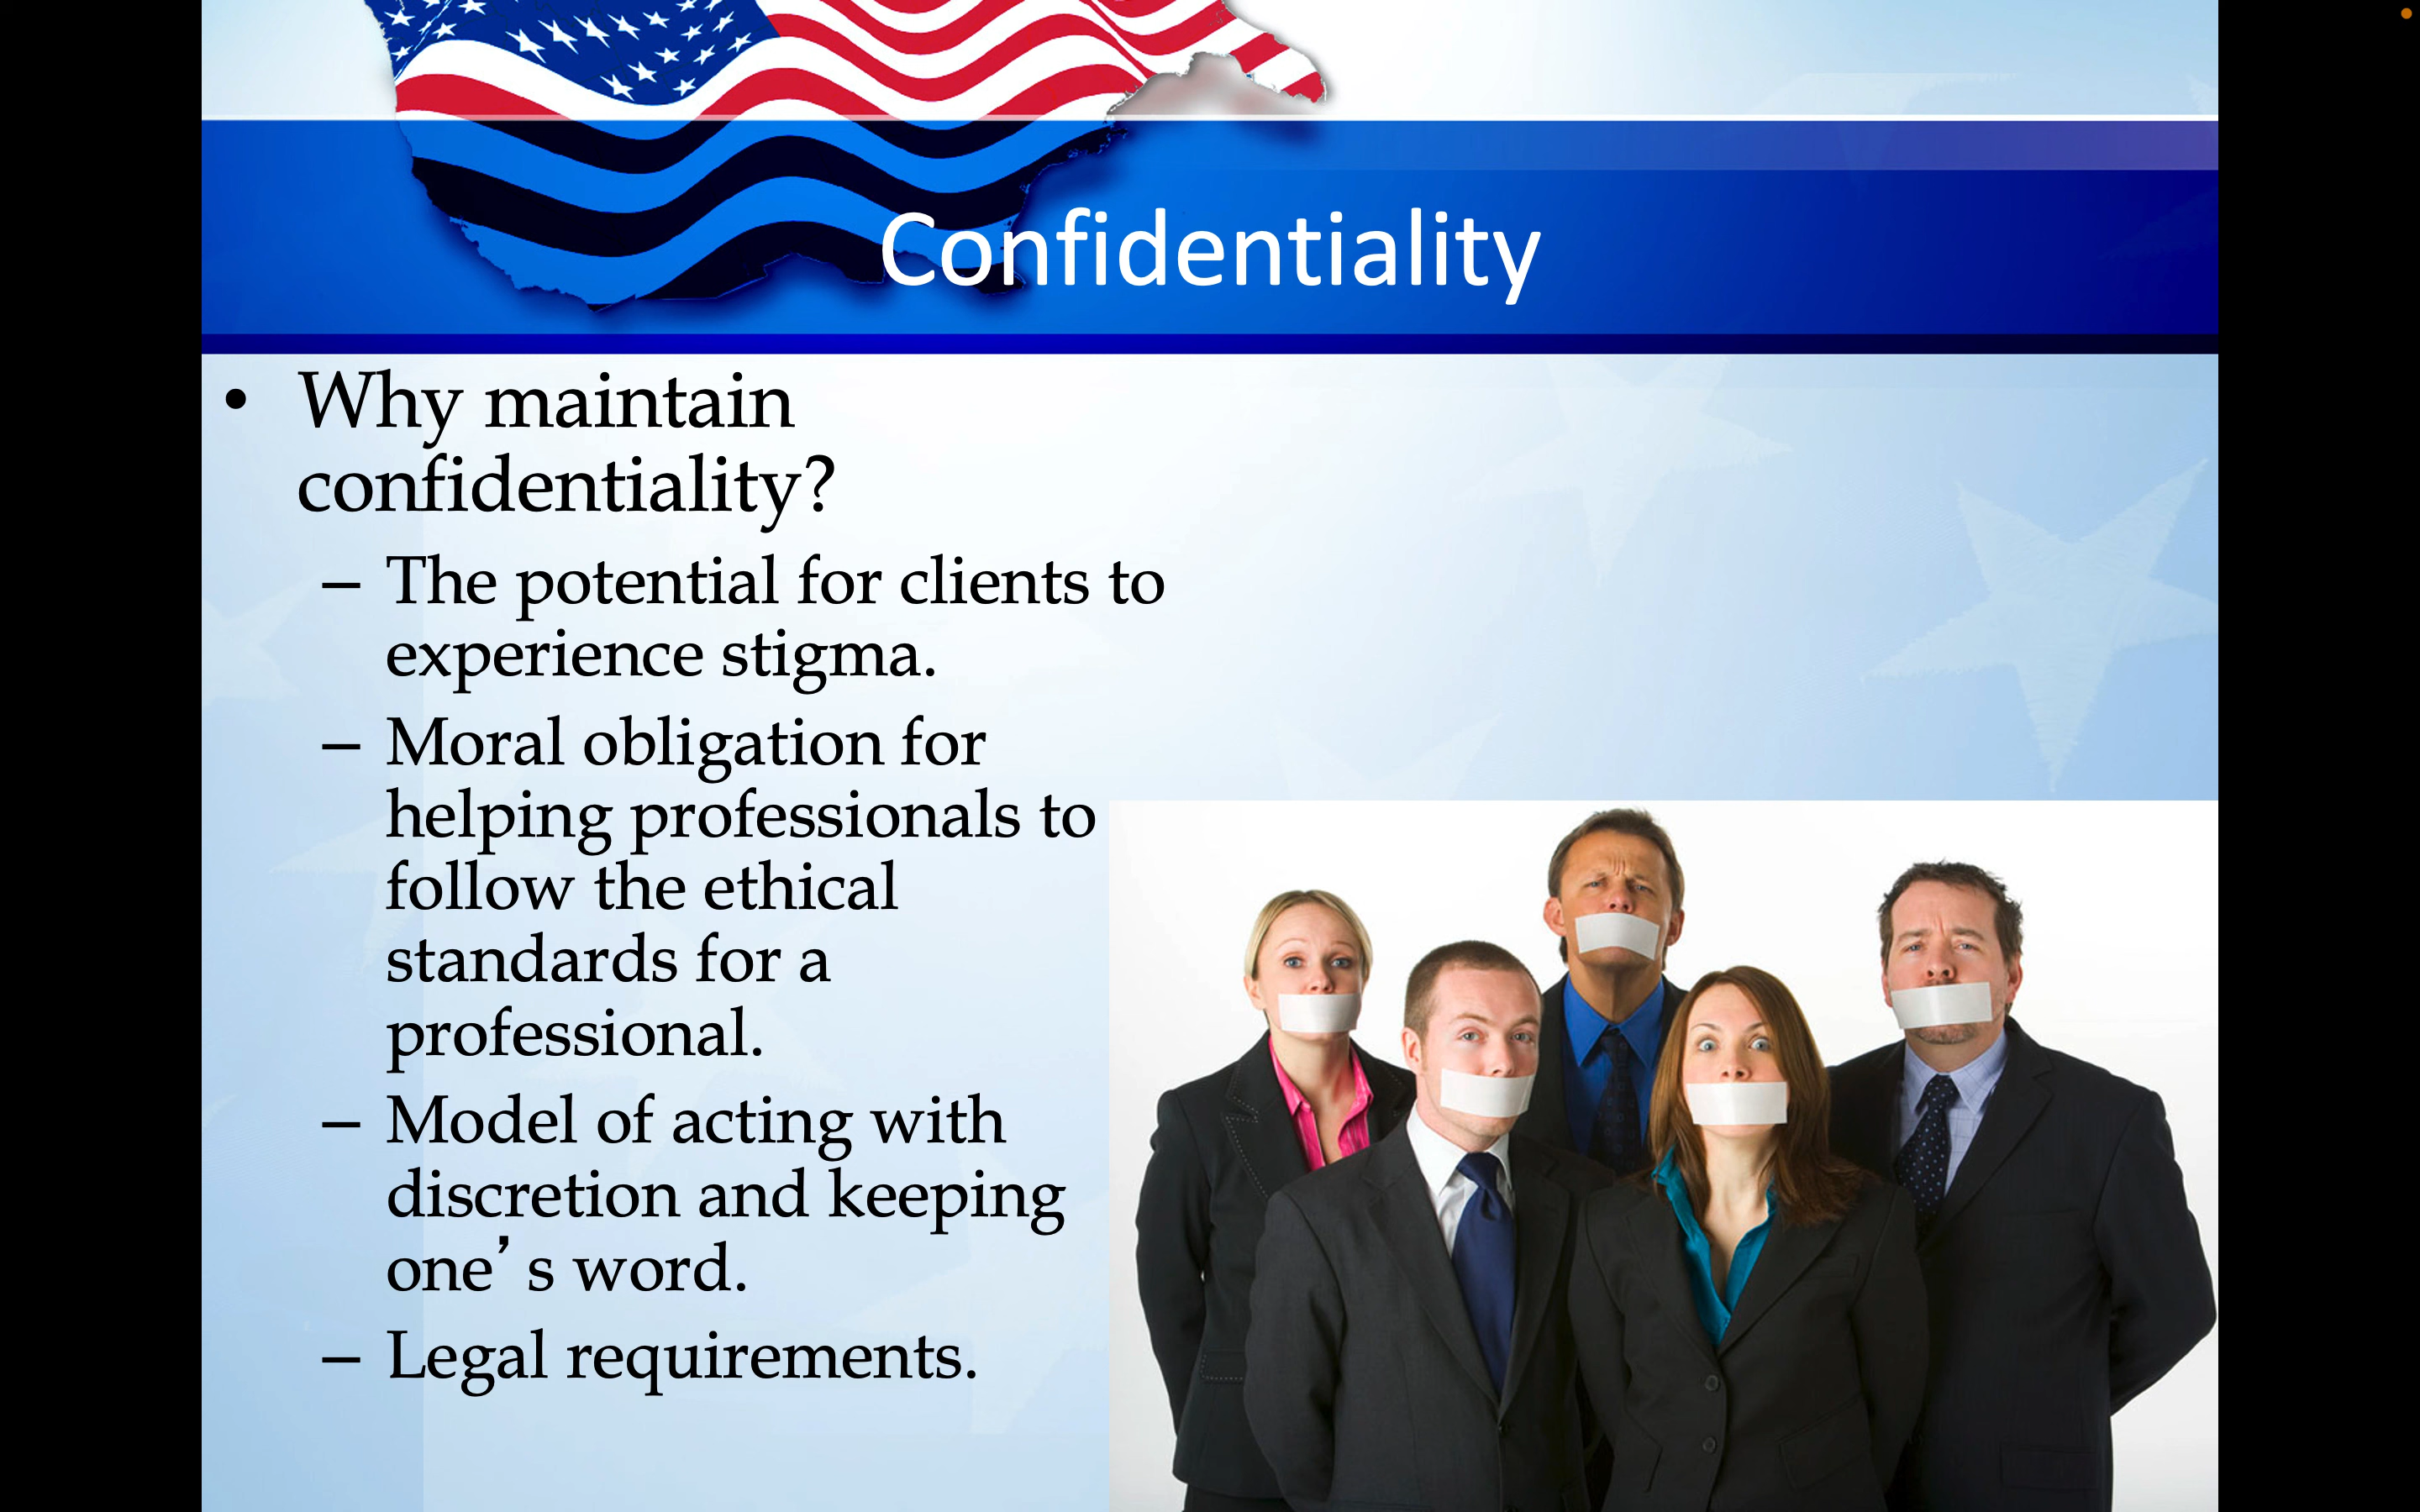 Confidentiality
• Why maintain
confidentiality?
– The potential for clients to
experience stigma.
– Moral obligation for
helping professionals to
follow the ethical
standards for a
professional.
– Model of acting with
discretion and keeping
one’ s word.
– Legal requirements.